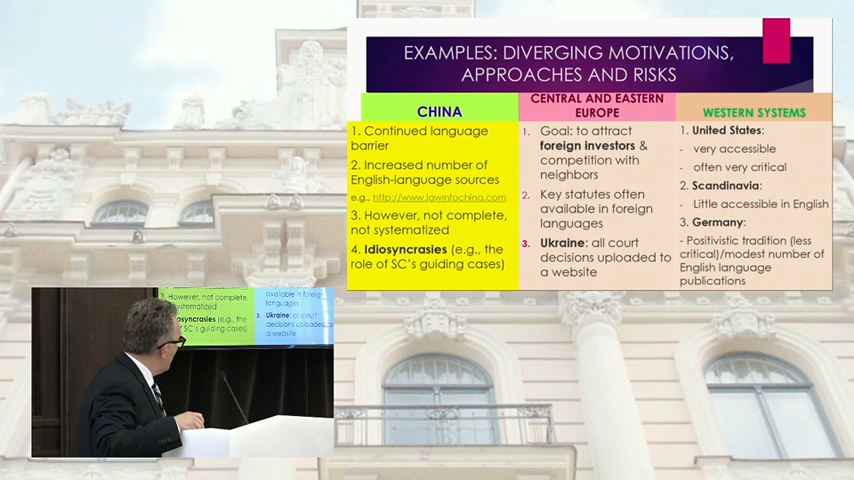 EXAMPLES: DIVERGING MOTIVATIONS,
APPROACHES AND RISKS
CHINA
1. Continued language
barrier
2. Increased number of
English-language sources
e.g., http://www.lawinfochina.com
3. However, not complete,
not systematized
4. Idiosyncrasies (e.g., the
role of SC's guiding cases)
CENTRAL AND EASTERN
EUROPE
1. Goal: to attract
foreign investors &
competition with
neighbors
2. Key statutes often
available in foreign
languages
3. Ukraine: all court
decisions uploaded to
a website
WESTERN SYSTEMS
1. United States:
- very accessible
- often very critical
2. Scandinavia:
- Little accessible in English
3. Germany:
- Positivistic tradition (less
critical)/modest number of
English language
publications
3. However, not complete,
systematized
syncrasies (e.g., the
of SC's guiding cases)
available in foreign
languages
3. Ukraine: all court
decisions uploaded to
a website